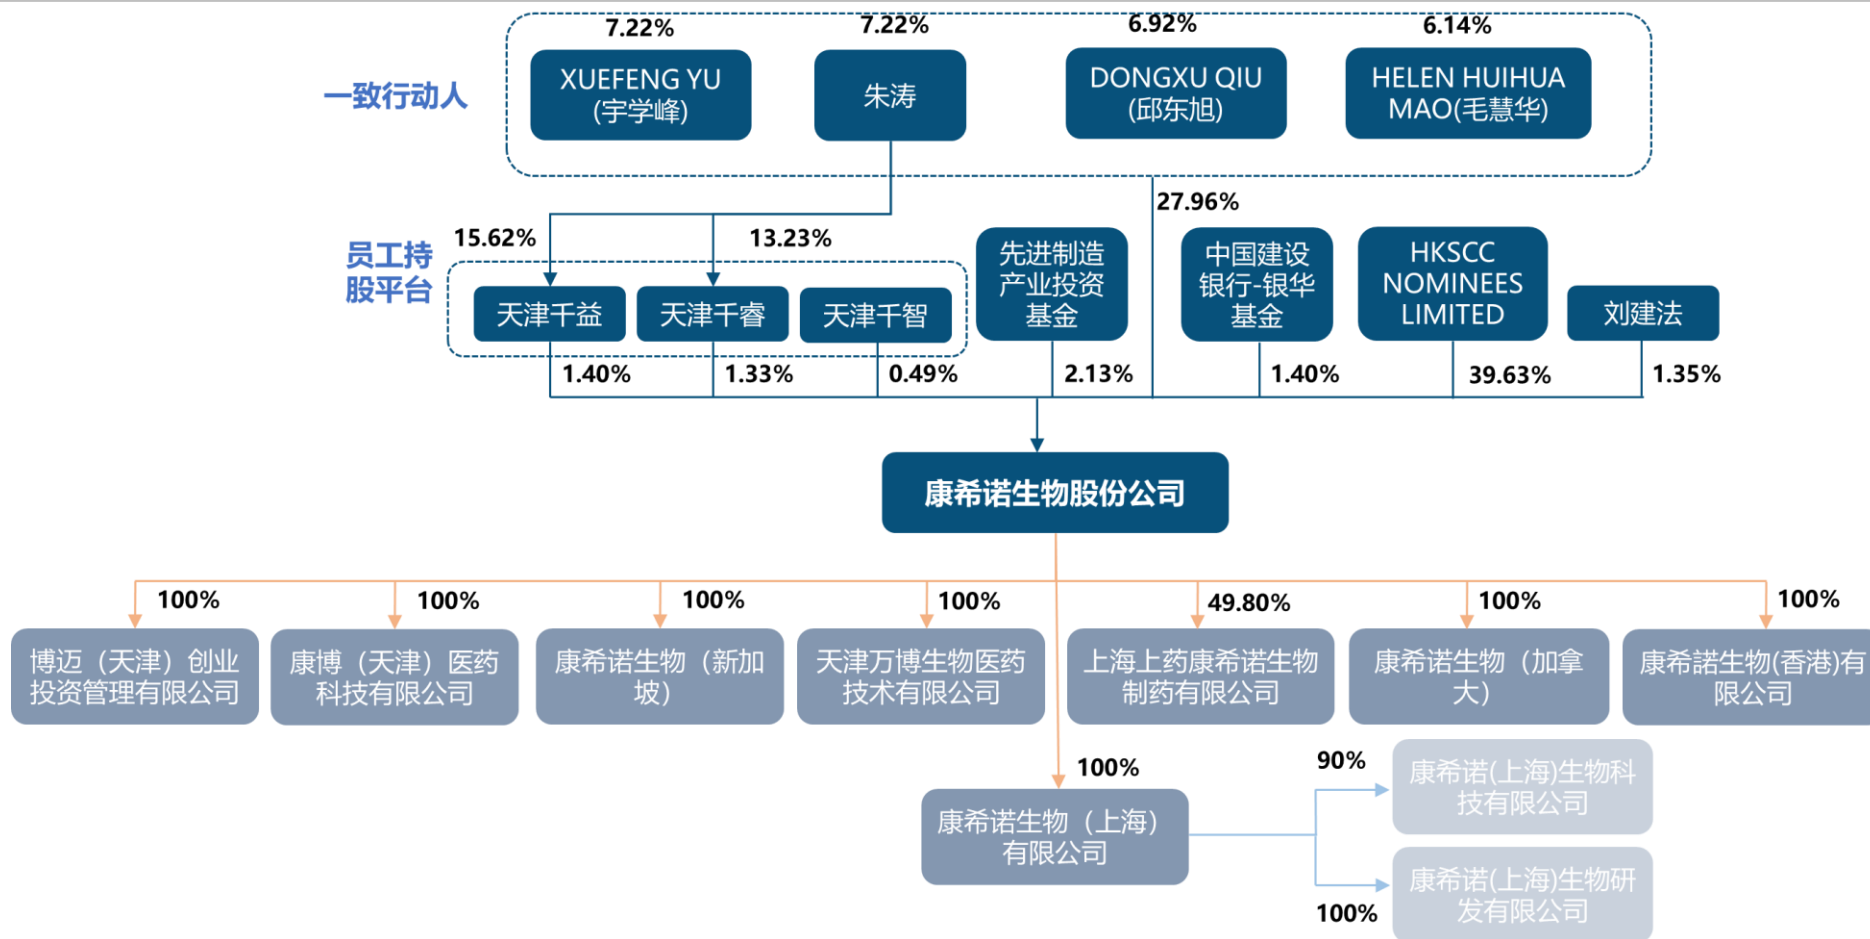 7.22%
7.22%
6.92%
6.14%
一致行动人
XUEFENG YU
(宇学峰)
朱涛
DONGXU QIU
(邱东旭)
HELEN HUIHUA
MAO(毛慧华)
27.96%
15.62%
13.23%
员工持
股平台
天津千益
天津千睿
天津千智
先进制造
产业投资
基金
中国建设
银行-银华
基金
HKSCC
NOMINEES
LIMITED
刘建法
1.40%
1.33%
0.49%
2.13%
1.40%
39.63%
1.35%
康希诺生物股份公司
100%
100%
100%
100%
49.80%
100%
100%
博迈（天津）创业
投资管理有限公司
康博（天津）医药
科技有限公司
康希诺生物（新加
坡）
天津万博生物医药
技术有限公司
上海上药康希诺生物
制药有限公司
康希诺生物（加拿
大）
康希諾生物(香港)有
限公司
100%
康希诺生物（上海）
有限公司
90%
康希诺(上海)生物科
技有限公司
100%
康希诺(上海)生物研
发有限公司